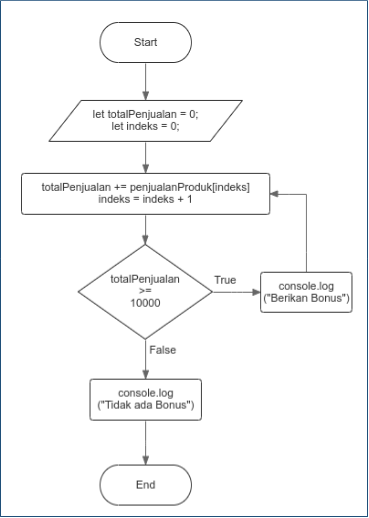 Start
let totalPenjualan = 0;
let indeks = 0;
totalPenjualan += penjualanProduk[indeks]
indeks = indeks + 1
totalPenjualan
>=
10000
True
console.log
("Berikan Bonus")
False
console.log
("Tidak ada Bonus")
End